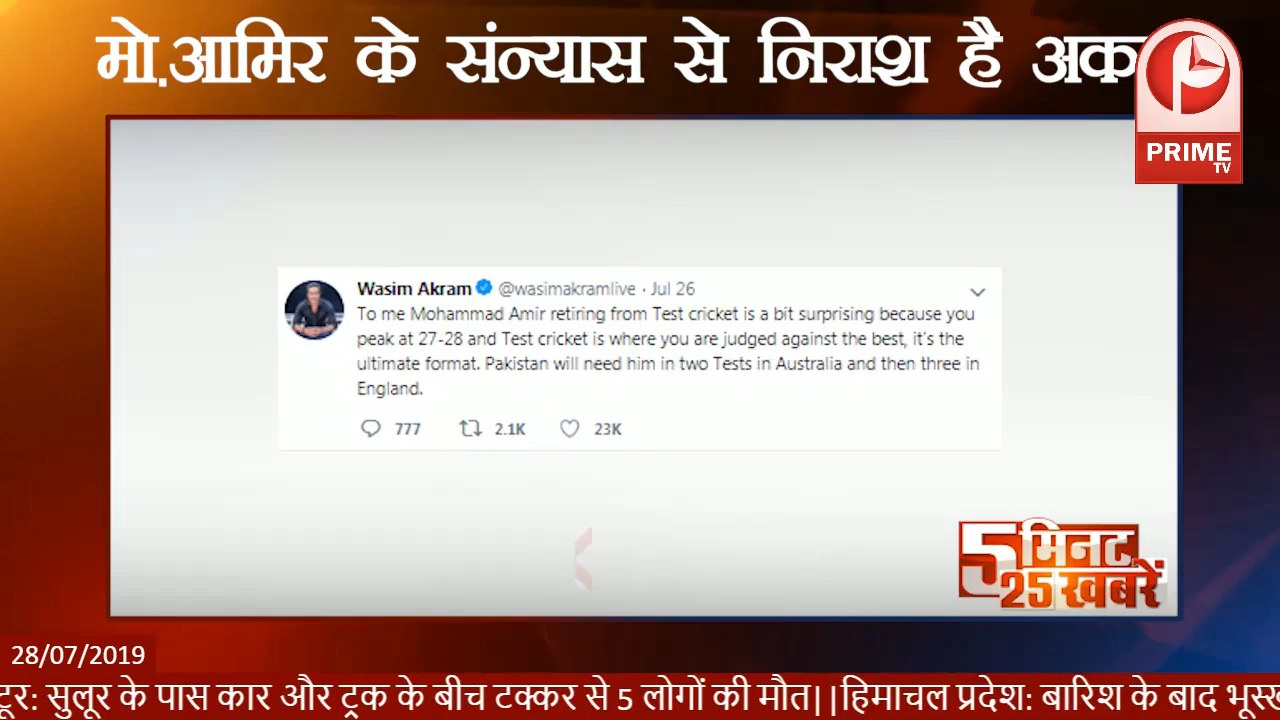 मो.आमिर के संन्यास से निराश है
PRIME
TV
Wasim Akram @wasimakramlive · Jul 26
To me Mohammad Amir retiring from Test cricket is a bit surprising because you
peak at 27-28 and Test cricket is where you are judged against the best, it's the
ultimate format. Pakistan will need him in two Tests in Australia and then three in
England.
777 2.1K 23K
5 मिनट
25 खबरें
28/07/2019
सुलूर के पास कार और ट्रक के बीच टक्कर से 5 लोगों की मौत||हिमाचल प्रदेश: बारिश के बाद